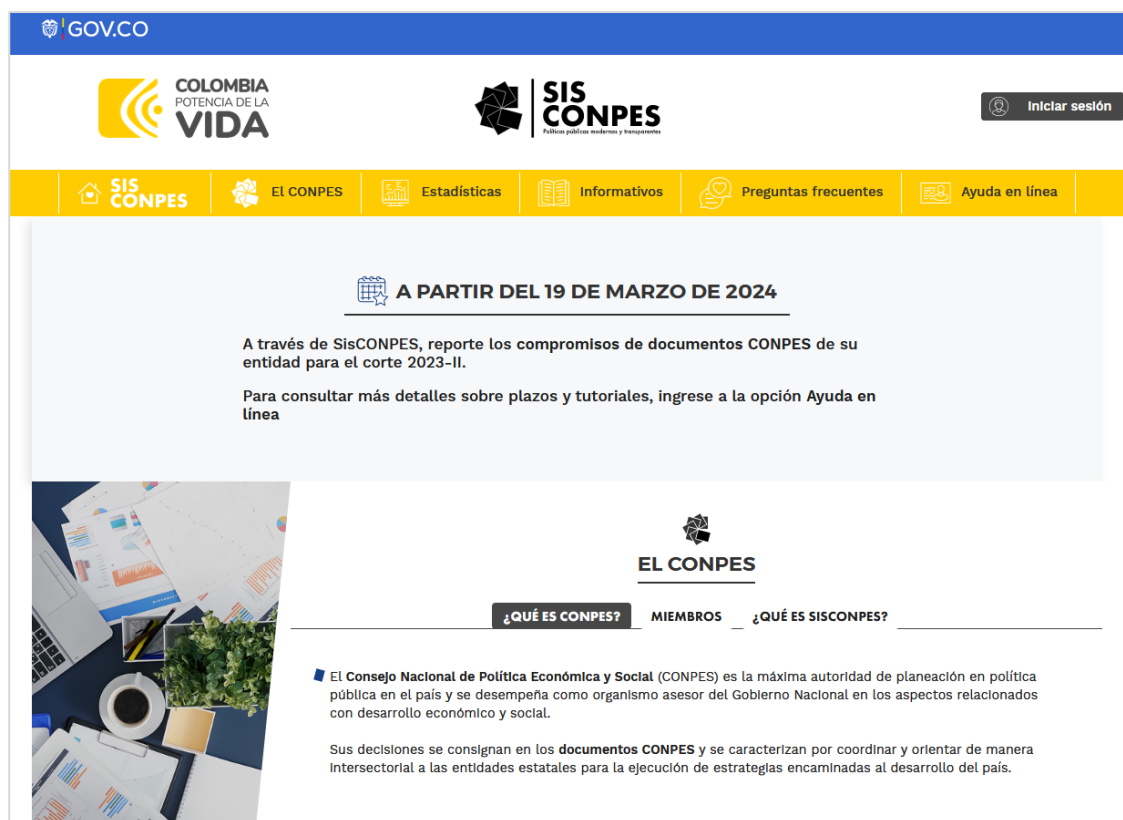 GOV.CO
COLOMBIA
POTENCIA DE LA
VIDA
SIS
CONPES
Políticas públicas modernas y transparentes
Iniciar sesión
SIS
CONPES
El CONPES
Estadísticas
Informativos
Preguntas frecuentes
Ayuda en línea
A PARTIR DEL 19 DE MARZO DE 2024
A través de SisCONPES, reporte los compromisos de documentos CONPES de su
entidad para el corte 2023-II.
Para consultar más detalles sobre plazos y tutoriales, ingrese a la opción Ayuda en
línea
EL CONPES
¿QUÉ ES CONPES?
MIEMBROS
¿QUÉ ES SISCONPES?
El Consejo Nacional de Política Económica y Social (CONPES) es la máxima autoridad de planeación en política
pública en el país y se desempeña como organismo asesor del Gobierno Nacional en los aspectos relacionados
con desarrollo económico y social.
Sus decisiones se consignan en los documentos CONPES y se caracterizan por coordinar y orientar de manera
intersectorial a las entidades estatales para la ejecución de estrategias encaminadas al desarrollo del país.